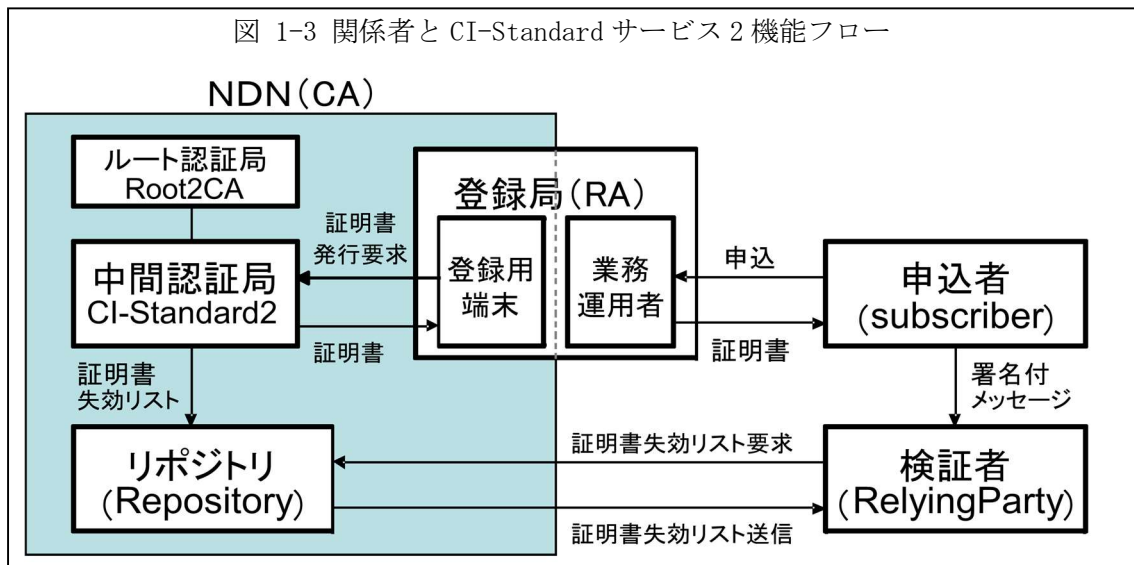 図 1-3 関係者と CI-Standard サービス 2 機能フロー
NDN(CA)
ルート認証局
Root2CA
登録局(RA)
証明書
発行要求
中間認証局
CI-Standard2
登録用
端末
業務
運用者
申込
申込者
(subscriber)
証明書
証明書
証明書
失効リスト
署名付
メッセージ
リポジトリ
(Repository)
証明書失効リスト要求
検証者
(RelyingParty)
証明書失効リスト送信